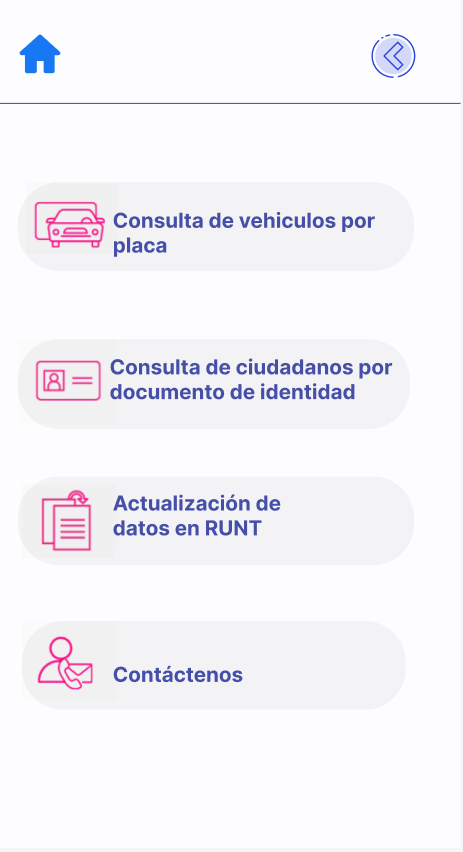 Consulta de vehiculos por
placa
Consulta de ciudadanos por
documento de identidad
Actualización de
datos en RUNT
Contáctenos